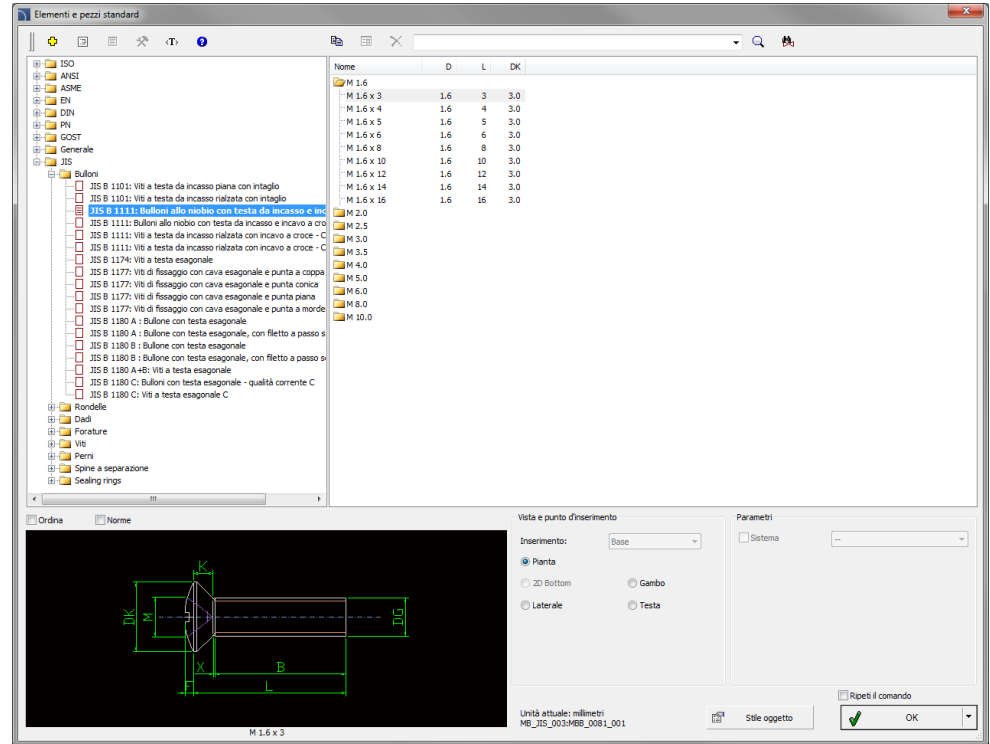 Elementi e pezzi standard
<T>
ISO
ANSI
ASME
EN
DIN
PN
GOST
Generale
JIS
Bulloni
JIS B 1101: Viti a testa da incasso piana con intaglio
JIS B 1101: Viti a testa da incasso rialzata con intaglio
JIS B 1111: Bulloni allo niobio con testa da incasso e inc
JIS B 1111: Bulloni allo niobio con testa da incasso e incavo a cro
JIS B 1111: Viti a testa da incasso rialzata con incavo a croce - C
JIS B 1111: Viti a testa da incasso rialzata con incavo a croce - C
JIS B 1174: Viti a testa esagonale
JIS B 1177: Viti di fissaggio con cava esagonale e punta a coppa
JIS B 1177: Viti di fissaggio con cava esagonale e punta conica
JIS B 1177: Viti di fissaggio con cava esagonale e punta piana
JIS B 1177: Viti di fissaggio con cava esagonale e punta a morde
JIS B 1180 A : Bullone con testa esagonale
JIS B 1180 A : Bullone con testa esagonale, con filetto a passo s
JIS B 1180 B : Bullone con testa esagonale
JIS B 1180 B : Bullone con testa esagonale, con filetto a passo so
JIS B 1180 A+B: Viti a testa esagonale
JIS B 1180 C: Bulloni con testa esagonale - qualità corrente C
JIS B 1180 C: Viti a testa esagonale C
Rondelle
Dadi
Forature
Viti
Perni
Spine a separazione
Sealing rings
Nome D L DK
M 1.6
M 1.6 x 3 1.6 3 3.0
M 1.6 x 4 1.6 4 3.0
M 1.6 x 5 1.6 5 3.0
M 1.6 x 6 1.6 6 3.0
M 1.6 x 8 1.6 8 3.0
M 1.6 x 10 1.6 10 3.0
M 1.6 x 12 1.6 12 3.0
M 1.6 x 14 1.6 14 3.0
M 1.6 x 16 1.6 16 3.0
M 2.0
M 2.5
M 3.0
M 3.5
M 4.0
M 5.0
M 6.0
M 8.0
M 10.0
Ordina Norme
K
DK
M
DG
X
B
F
L
M 1.6 x 3
Vista e punto d'inserimento
Inserimento: Base
Pianta
2D Bottom Gambo
Laterale Testa
Parametri
Sistema --
Ripeti il comando
Unità attuale: millimetri
MB_JIS_003:MBB_0081_001
Stile oggetto
OK